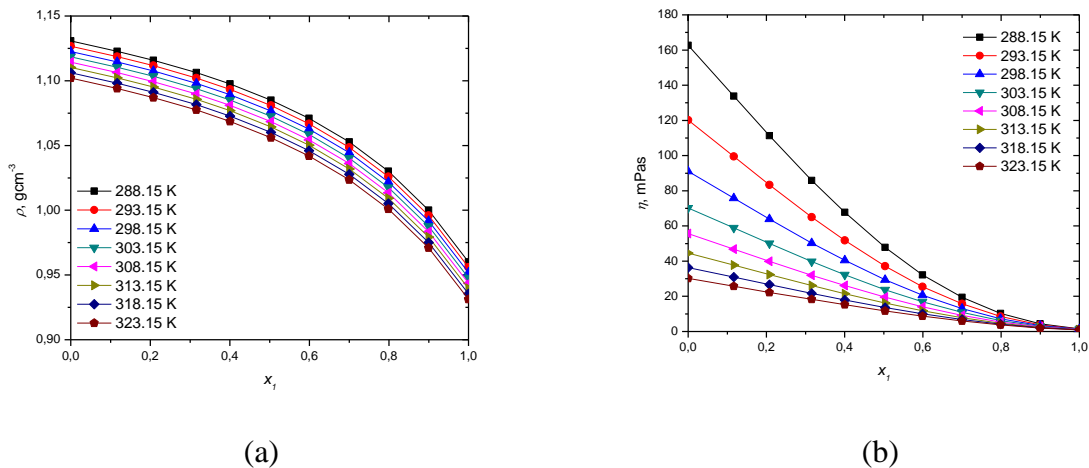 1,15
1,10
1,05
1,00
0,95
0,90
ρ, gcm⁻³
288.15 K
293.15 K
298.15 K
303.15 K
308.15 K
313.15 K
318.15 K
323.15 K
0,0 0,2 0,4 0,6 0,8 1,0
x₁
(a)
180
160
140
120
100
80
60
40
20
0
η, mPas
288.15 K
293.15 K
298.15 K
303.15 K
308.15 K
313.15 K
318.15 K
323.15 K
0,0 0,2 0,4 0,6 0,8 1,0
x₁
(b)